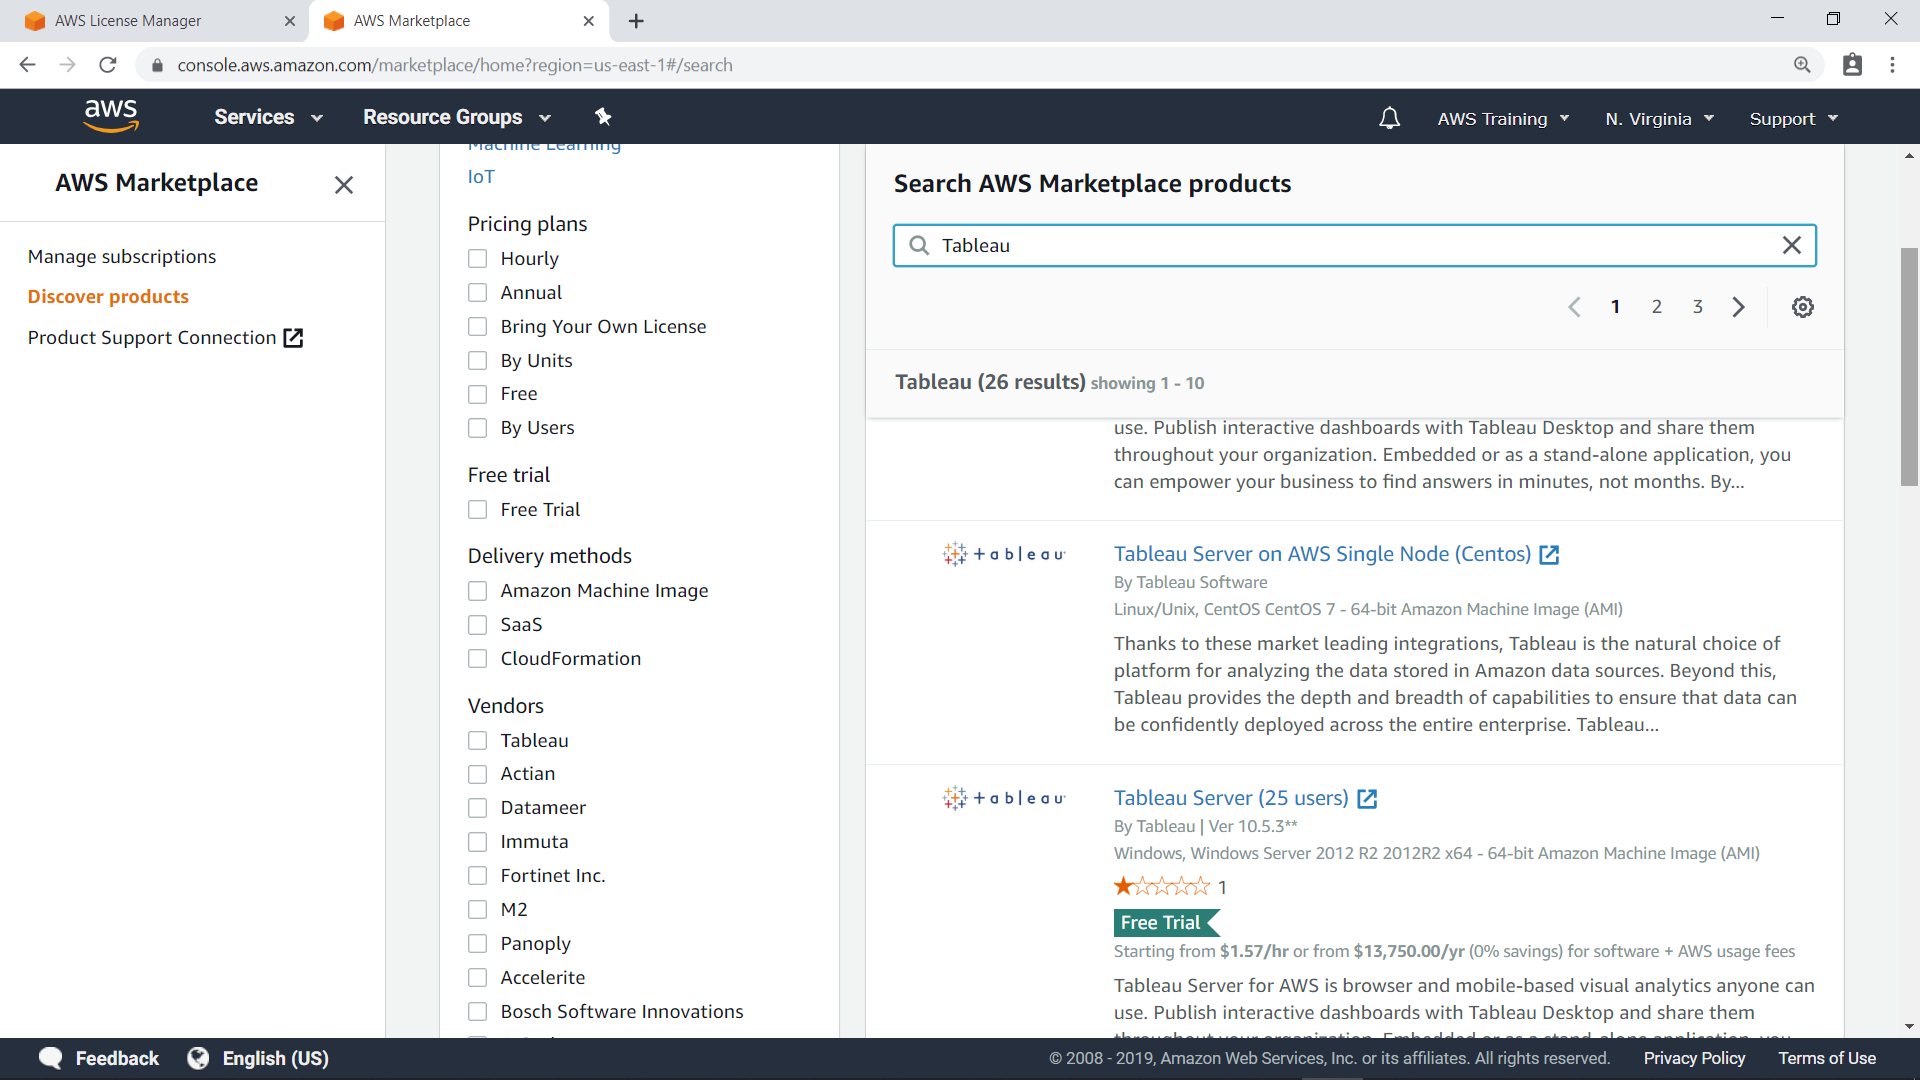 AWS License Manager
AWS Marketplace
console.aws.amazon.com/marketplace/home?region=us-east-1#/search
aws
Services
Resource Groups
AWS Training
N. Virginia
Support
AWS Marketplace
Manage subscriptions
Discover products
Product Support Connection
Machine Learning
IoT
Pricing plans
Hourly
Annual
Bring Your Own License
By Units
Free
By Users
Free trial
Free Trial
Delivery methods
Amazon Machine Image
SaaS
CloudFormation
Vendors
Tableau
Actian
Datameer
Immuta
Fortinet Inc.
M2
Panoply
Accelerite
Bosch Software Innovations
Search AWS Marketplace products
Tableau
1 2 3
Tableau (26 results) showing 1 - 10
use. Publish interactive dashboards with Tableau Desktop and share them
throughout your organization. Embedded or as a stand-alone application, you
can empower your business to find answers in minutes, not months. By...
tableau
Tableau Server on AWS Single Node (Centos)
By Tableau Software
Linux/Unix, CentOS CentOS 7 - 64-bit Amazon Machine Image (AMI)
Thanks to these market leading integrations, Tableau is the natural choice of
platform for analyzing the data stored in Amazon data sources. Beyond this,
Tableau provides the depth and breadth of capabilities to ensure that data can
be confidently deployed across the entire enterprise. Tableau...
tableau
Tableau Server (25 users)
By Tableau | Ver 10.5.3**
Windows, Windows Server 2012 R2 2012R2 x64 - 64-bit Amazon Machine Image (AMI)
1
Free Trial
Starting from $1.57/hr or from $13,750.00/yr (0% savings) for software + AWS usage fees
Tableau Server for AWS is browser and mobile-based visual analytics anyone can
use. Publish interactive dashboards with Tableau Desktop and share them
throughout your organization. Embedded or as a stand-alone application, you
Feedback
English (US)
© 2008 - 2019, Amazon Web Services, Inc. or its affiliates. All rights reserved.
Privacy Policy
Terms of Use